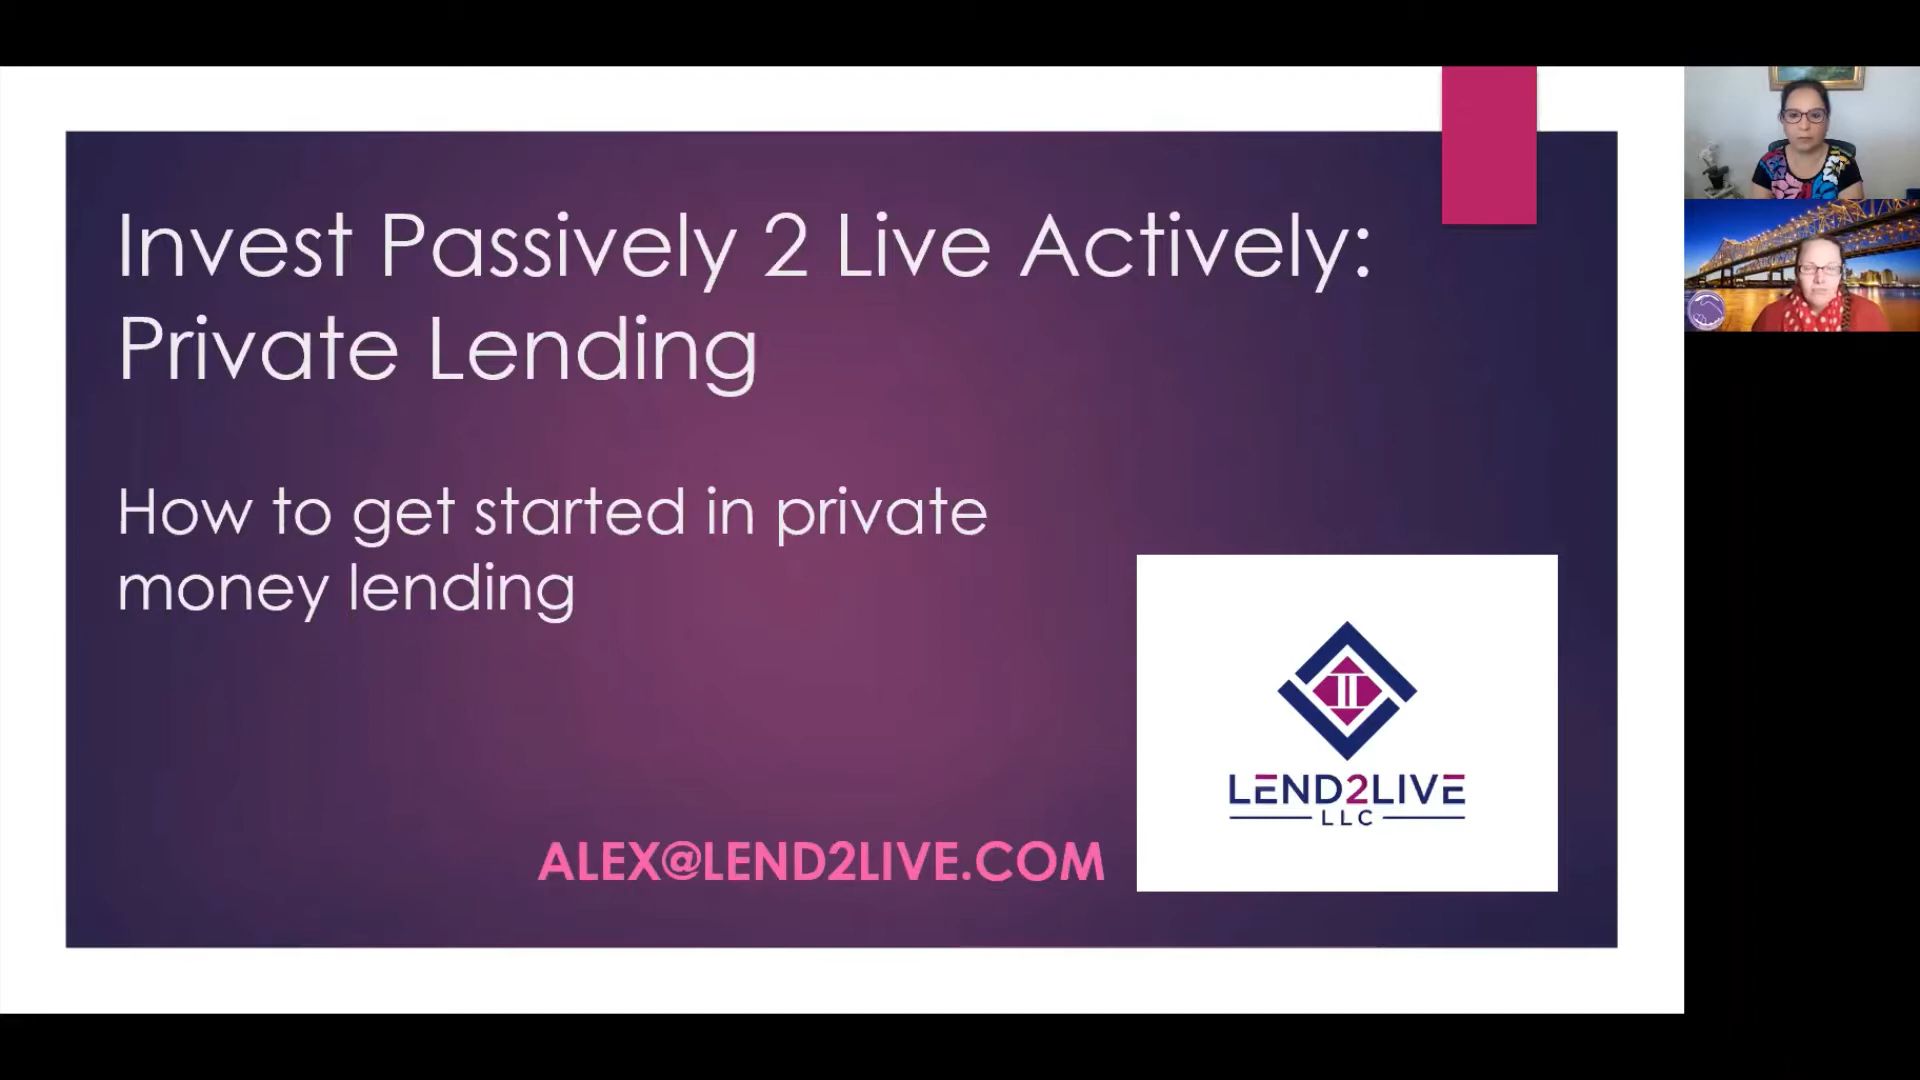 Invest Passively 2 Live Actively:
Private Lending
How to get started in private
money lending
ALEX@LEND2LIVE.COM
LEND2LIVE
LLC